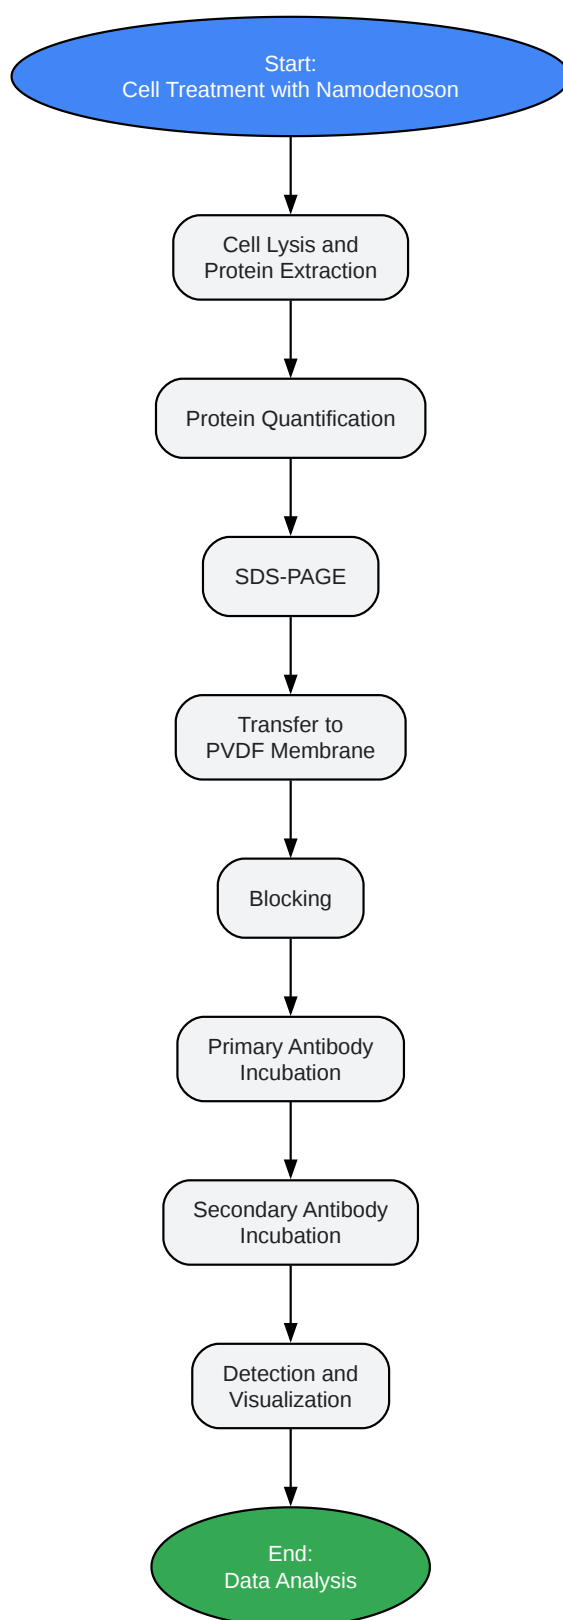 Start:
Cell Treatment with Namodenoson
Cell Lysis and
Protein Extraction
Protein Quantification
SDS-PAGE
Transfer to
PVDF Membrane
Blocking
Primary Antibody
Incubation
Secondary Antibody
Incubation
Detection and
Visualization
End:
Data Analysis